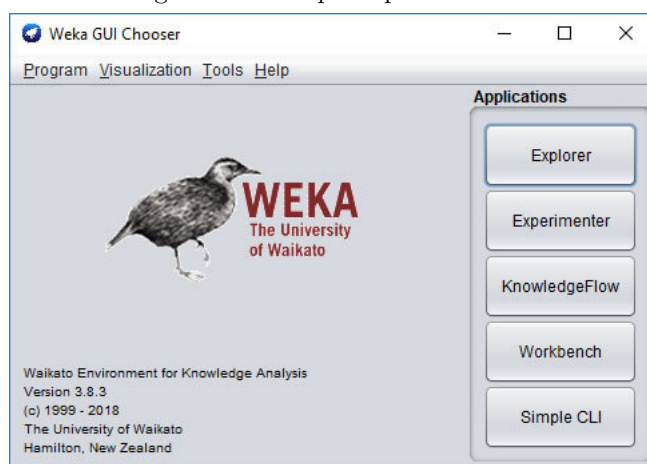 Weka GUI Chooser
Program Visualization Tools Help
Applications
Explorer
Experimenter
KnowledgeFlow
Workbench
Simple CLI
WEKA
The University
of Waikato
Waikato Environment for Knowledge Analysis
Version 3.8.3
(c) 1999 - 2018
The University of Waikato
Hamilton, New Zealand